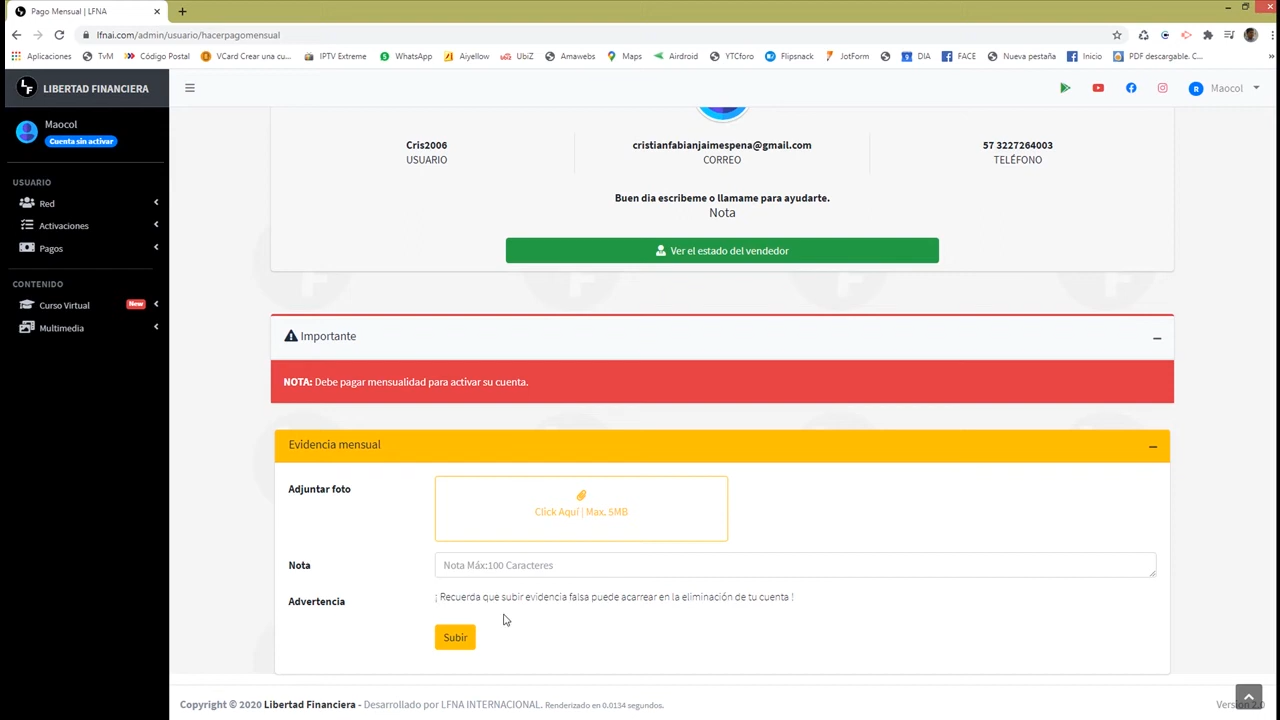 Pago Mensual | LFNA
lfnai.com/admin/usuario/hacerpagomensual
Aplicaciones TvM Código Postal VCard Crear una cu... IPTV Extreme WhatsApp Aiyellow UbiZ Amawebs Maps Airdroid YTCforo Flipsnack JotForm DIA FACE Nueva pestaña Inicio PDF descargable. C... »
LF LIBERTAD FINANCIERA
R Maocol
Maocol
Cuenta sin activar
USUARIO
Red
Activaciones
Pagos
CONTENIDO
Curso Virtual New
Multimedia
Cris2006 cristianfabianjaimespena@gmail.com 57 3227264003
USUARIO CORREO TELÉFONO
Buen dia escribeme o llamame para ayudarte.
Nota
Ver el estado del vendedor
Importante
NOTA: Debe pagar mensualidad para activar su cuenta.
Evidencia mensual
Adjuntar foto
Click Aquí | Max. 5MB
Nota Nota Máx:100 Caracteres
Advertencia ¡ Recuerda que subir evidencia falsa puede acarrear en la eliminación de tu cuenta !
Subir
Copyright © 2020 Libertad Financiera - Desarrollado por LFNA INTERNACIONAL. Renderizado en 0.0134 segundos.